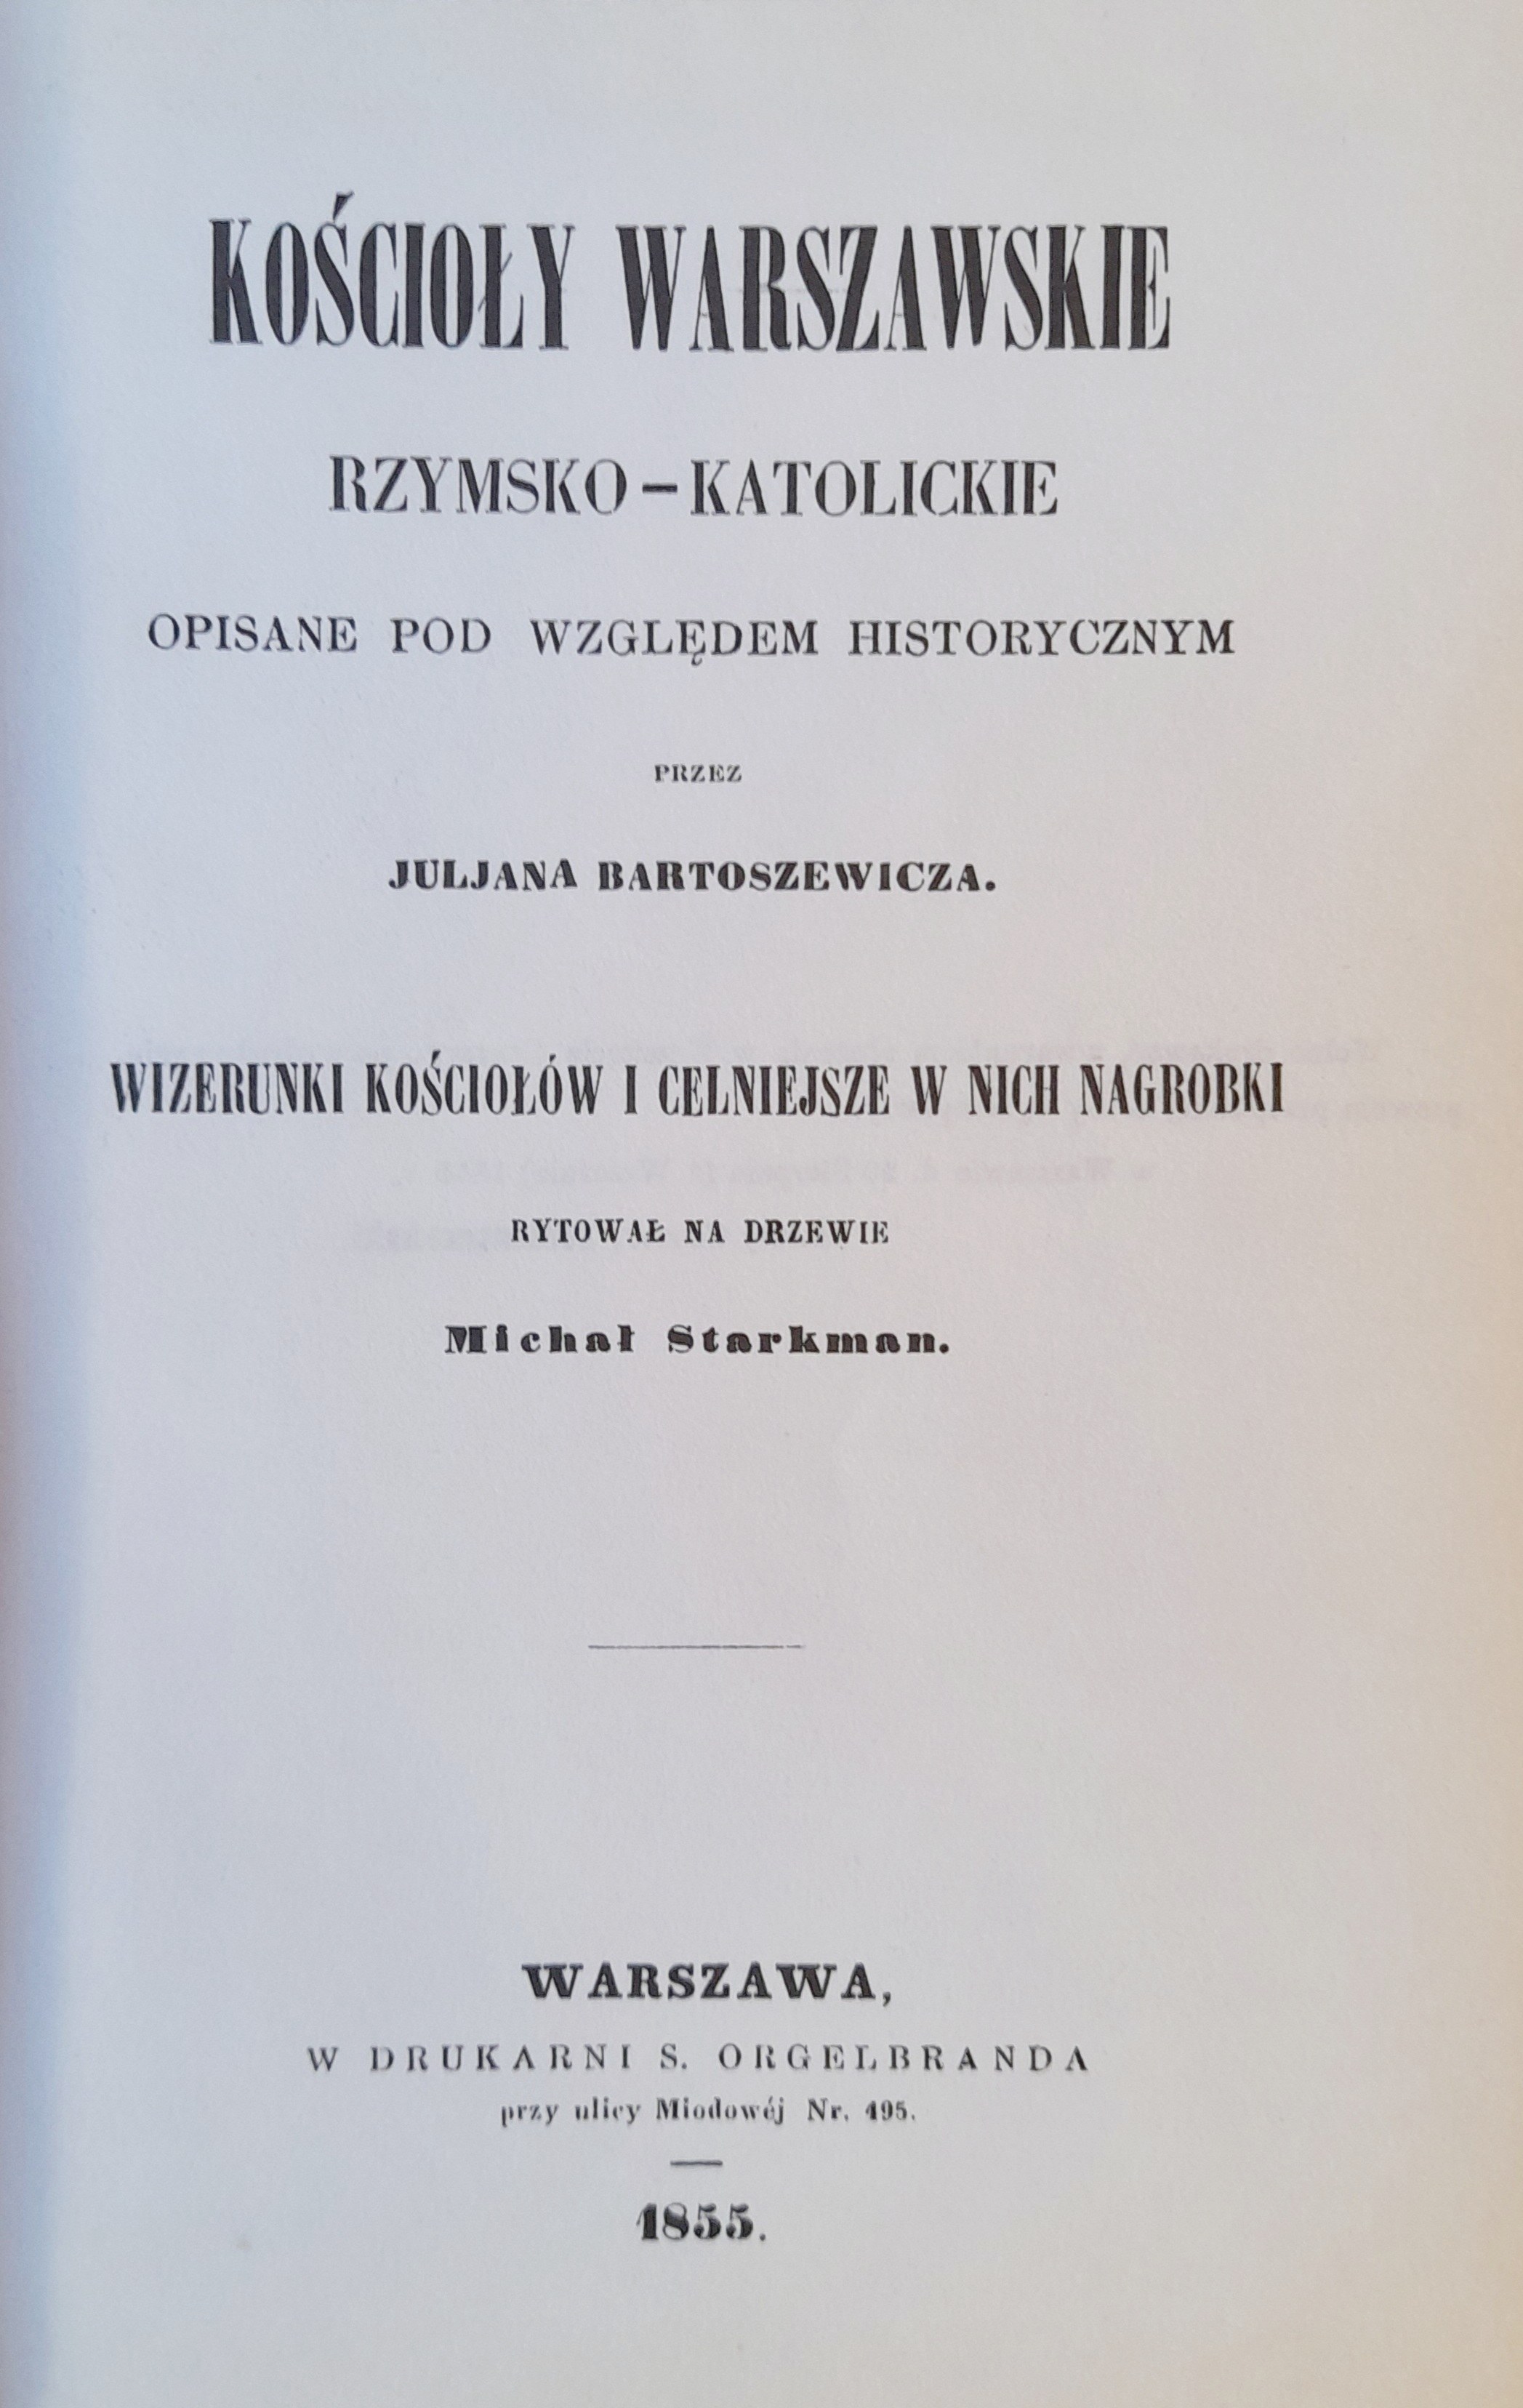 KOŚCIOŁY WARSZAWSKIE
RZYMSKO-KATOLICKIE
OPISANE POD WZGLĘDEM HISTORYCZNYM
PRZEZ
JULJANA BARTOSZEWICZA.
WIZERUNKI KOŚCIOŁÓW I CELNIEJSZE W NICH NAGROBKI
RYTOWAŁ NA DRZEWIE
Michał Starkman.
WARSZAWA,
W DRUKARNI S. ORGELBRANDA
przy ulicy Miodowéj Nr. 495.
1855.